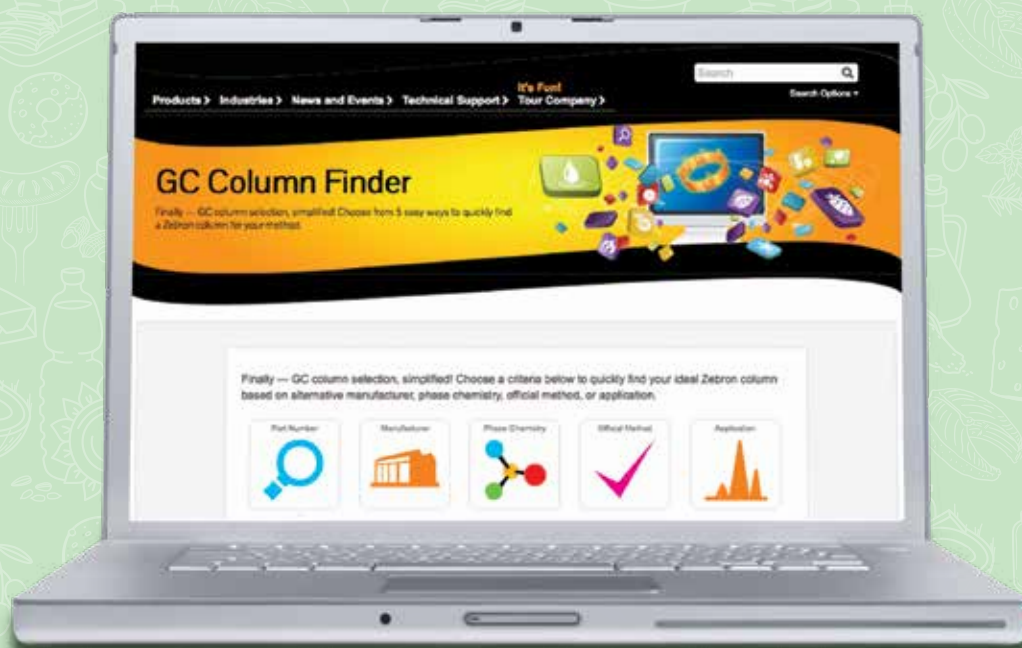 Search
Search Options
It's Fun!
Products > Industries > News and Events > Technical Support > Tour Company >
GC Column Finder
Finally — GC column selection, simplified! Choose from 5 easy ways to quickly find
a Zebron column for your method.
Finally — GC column selection, simplified! Choose a criteria below to quickly find your ideal Zebron column
based on alternative manufacturer, phase chemistry, official method, or application.
Part Number Manufacturer Phase Chemistry Official Method Application